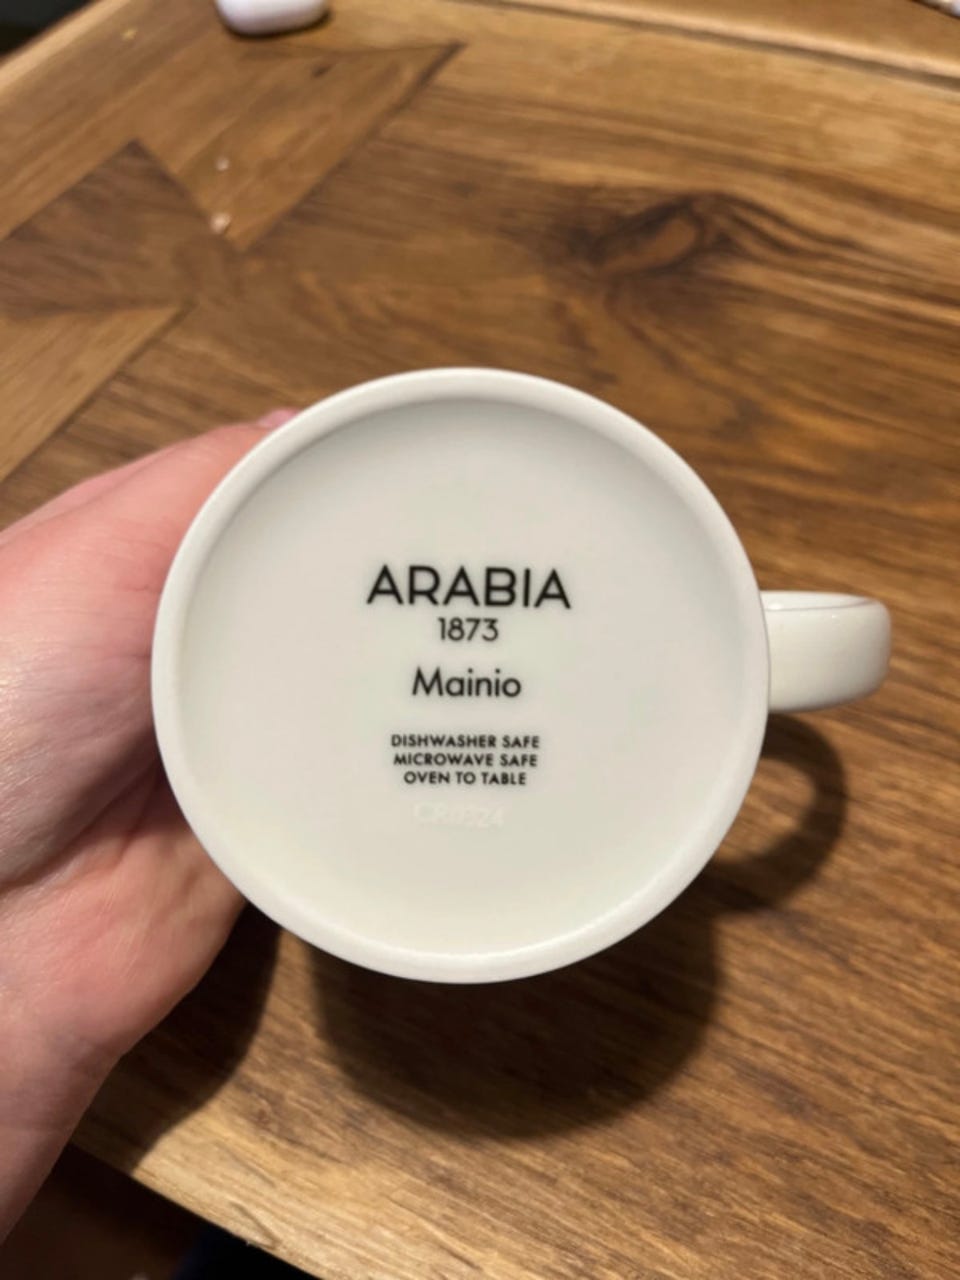 ARABIA
1873
Mainio
DISHWASHER SAFE
MICROWAVE SAFE
OVEN TO TABLE